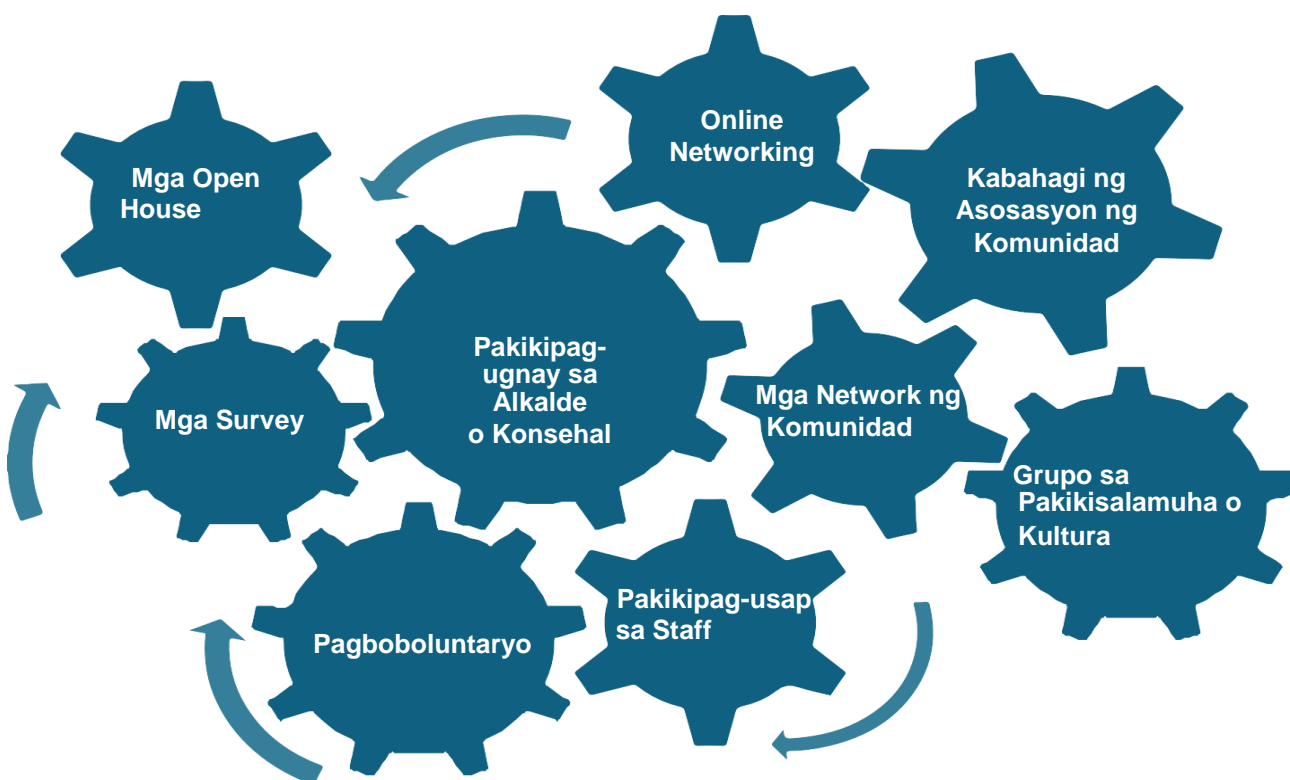 Online
Networking
Mga Open
House
Kabahagi ng
Asosasyon ng
Komunidad
Pakikipag-
ugnay sa
Alkalde
o Konsehal
Mga Network ng
Komunidad
Mga Survey
Grupo sa
Pakikisalamuha o
Kultura
Pakikipag-usap
sa Staff
Pagboboluntaryo